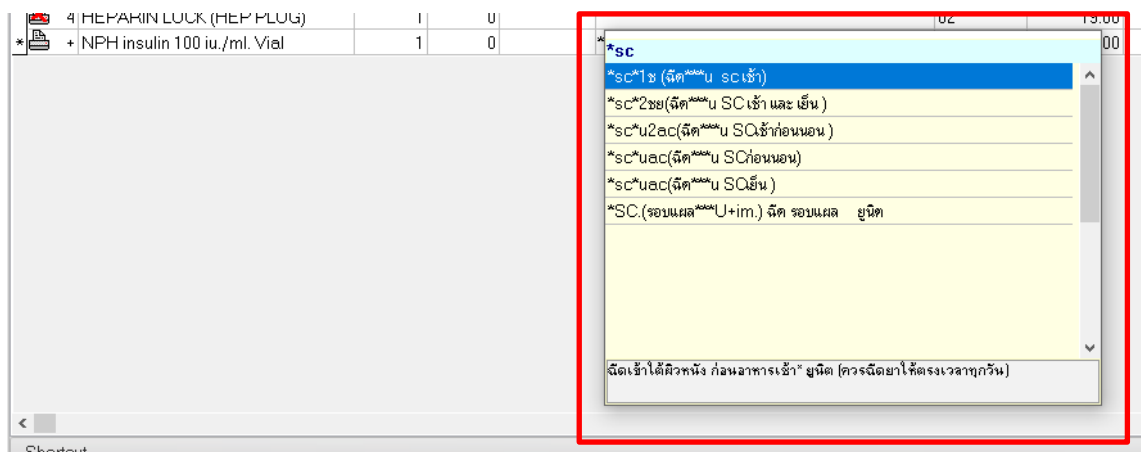 4 HEPARIN LUCK (HEP PLUG) 1 0 02 19.00
* + NPH insulin 100 iu./ml. Vial 1 0 * 00
*sc
*sc*1ช (ฉีด****u sc เช้า)
*sc*2ชย(ฉีด****u SC เช้า และ เย็น )
*sc*u2ac(ฉีด****u SCเช้าก่อนนอน )
*sc*uac(ฉีด****u SCก่อนนอน)
*sc*uac(ฉีด****u SCเย็น )
*SC.(รอบแผล****U+im.) ฉีด รอบแผล ยูนิต
ฉีดเข้าใต้ผิวหนัง ก่อนอาหารเช้า* ยูนิต (ควรฉีดยาให้ตรงเวลาทุกวัน)
Shortcut